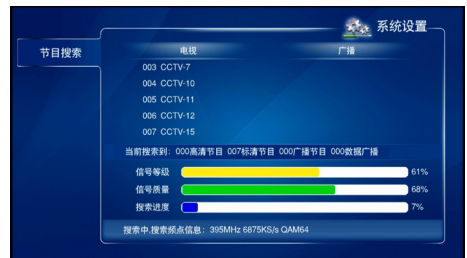 系统设置
节目搜索
电视 广播
003 CCTV-7
004 CCTV-10
005 CCTV-11
006 CCTV-12
007 CCTV-15
当前搜索到: 000高清节目 007标清节目 000广播节目 000数据广播
信号等级 61%
信号质量 68%
搜索进度 7%
搜索中,搜索频点信息: 395MHz 6875KS/s QAM64